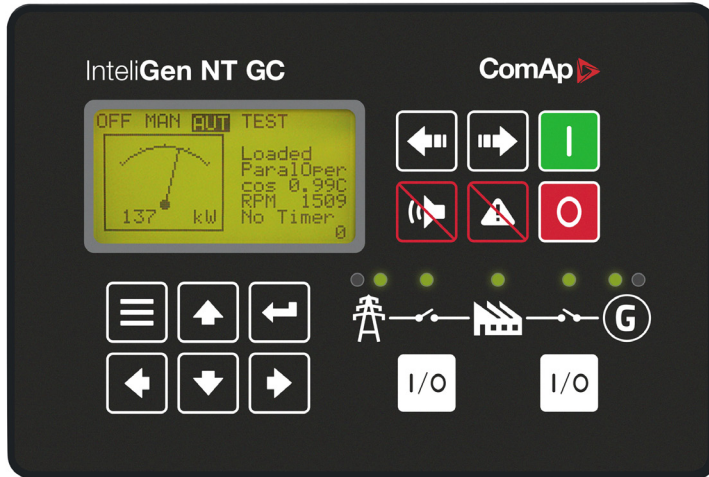 InteliGen NT GC
ComAp
OFF MAN AUT TEST
Loaded
ParalOper
cos 0.99C
RPM 1509
No Timer
0
137 kW
I
O
G
I/O
I/O